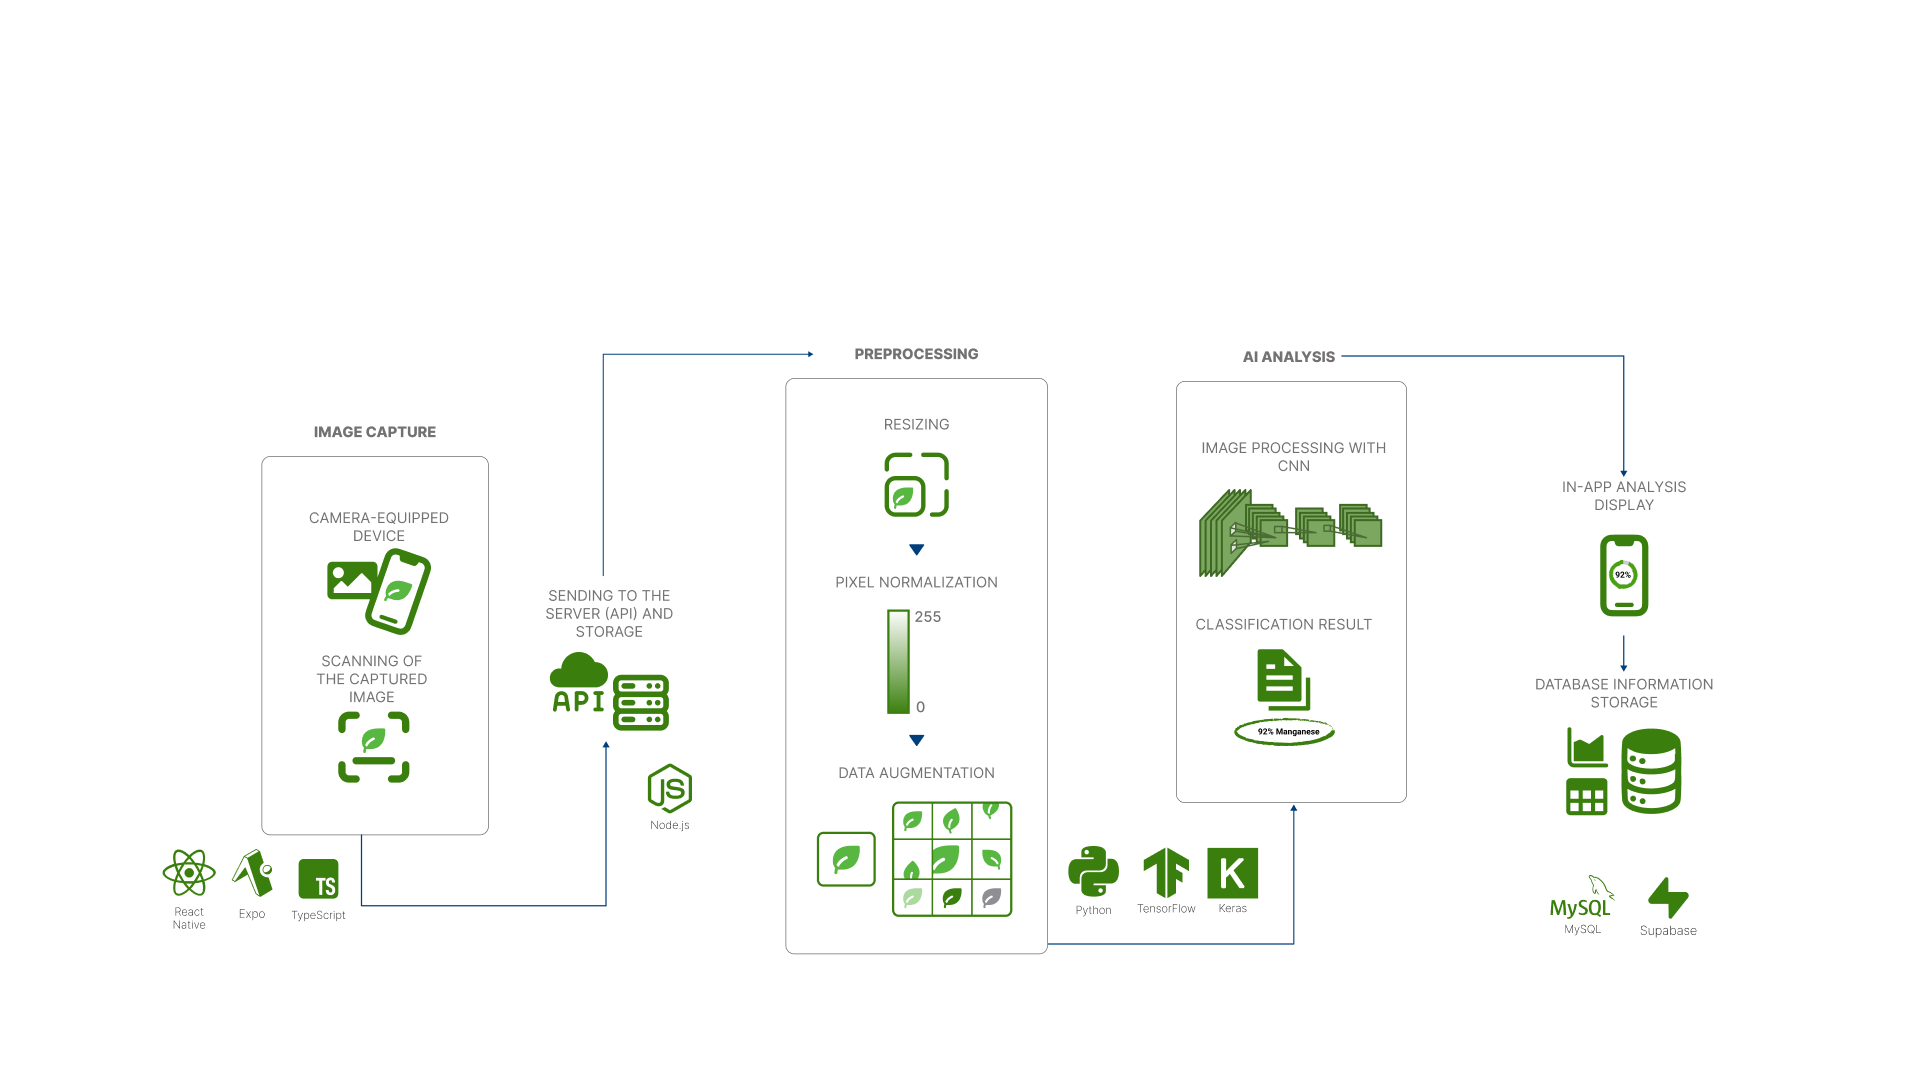 IMAGE CAPTURE
CAMERA-EQUIPPED
DEVICE
SCANNING OF
THE CAPTURED
IMAGE
React
Native
Expo
TS
TypeScript
SENDING TO THE
SERVER (API) AND
STORAGE
API
JS
Node.js
PREPROCESSING
RESIZING
PIXEL NORMALIZATION
255
0
DATA AUGMENTATION
Python
TensorFlow
K
Keras
AI ANALYSIS
IMAGE PROCESSING WITH
CNN
CLASSIFICATION RESULT
92% Manganese
IN-APP ANALYSIS
DISPLAY
92%
DATABASE INFORMATION
STORAGE
MySQL
MySQL
Supabase